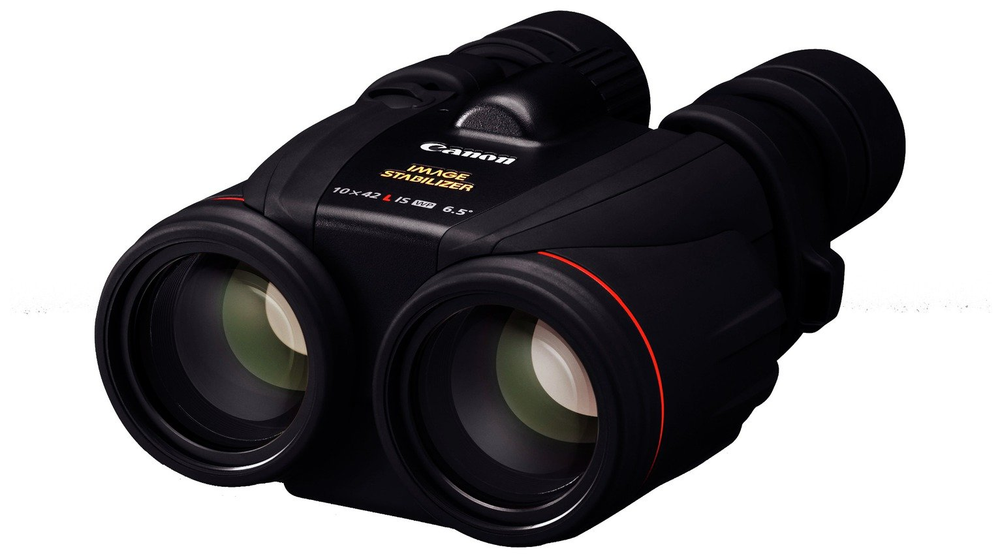 Canon
IMAGE
STABILIZER
10×42 L IS WP 6.5°